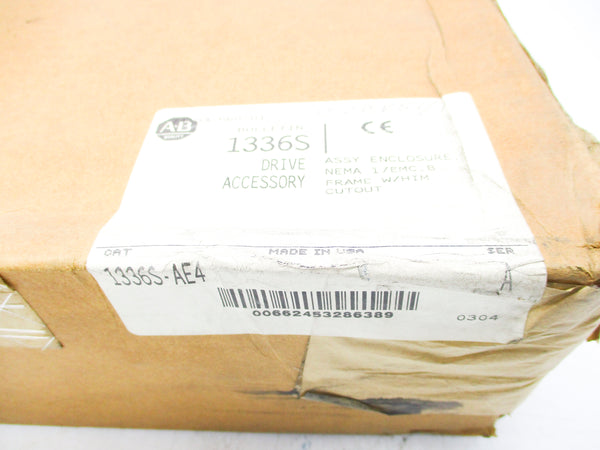 A-B
BULLETIN
1336S
DRIVE
ACCESSORY
CE
ASSY ENCLOSURE
NEMA 1/EMC,B
FRAME W/HIM
CUTOUT
CAT
MADE IN USA
SER
1336S-AE4
A
00662453286389
0304